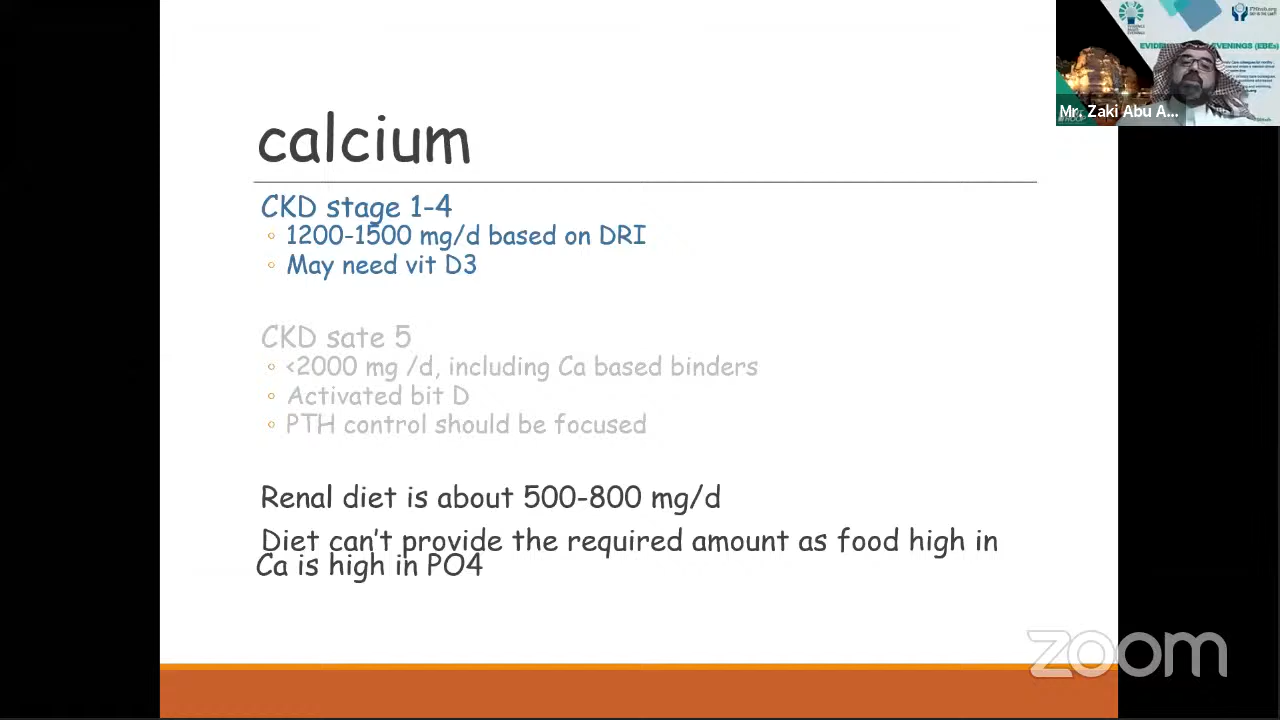 calcium
CKD stage 1-4
◦ 1200-1500 mg/d based on DRI
◦ May need vit D3
CKD sate 5
◦ <2000 mg /d, including Ca based binders
◦ Activated bit D
◦ PTH control should be focused
Renal diet is about 500-800 mg/d
Diet can't provide the required amount as food high in
Ca is high in PO4
Mr. Zaki Abu A...
zoom